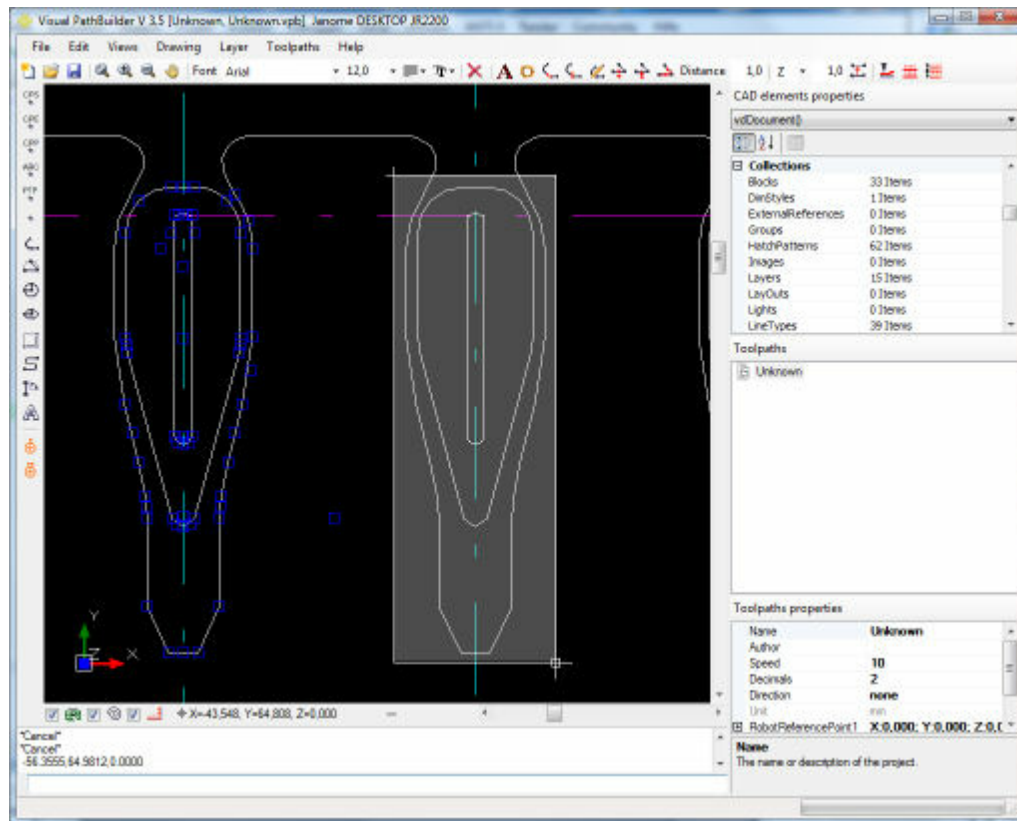 Visual PathBuilder V 3.5 [Unknown, Unknown.vpb] Janome DESKTOP JR2200
File Edit Views Drawing Layer Toolpaths Help
Font Arial 12,0 Distance 1,0 Z 1,0
CPS
CPE
CPP
ABC
PTP
CAD elements properties
vdDocument()
Collections
Blocks 33 Items
DimStyles 1 Items
ExternalReferences 0 Items
Groups 0 Items
HatchPatterns 62 Items
Images 0 Items
Layers 15 Items
LayOuts 0 Items
Lights 0 Items
LineTypes 39 Items
Toolpaths
Unknown
Toolpaths properties
Name Unknown
Author
Speed 10
Decimals 2
Direction none
Unit mm
RobotReferencePoint1 X:0,000; Y:0,000; Z:0,0
Name
The name or description of the project.
Y
Z X
X=-43,548, Y=64,808, Z=0,000
"Cancel"
"Cancel"
-56.3555,64.9812,0.0000